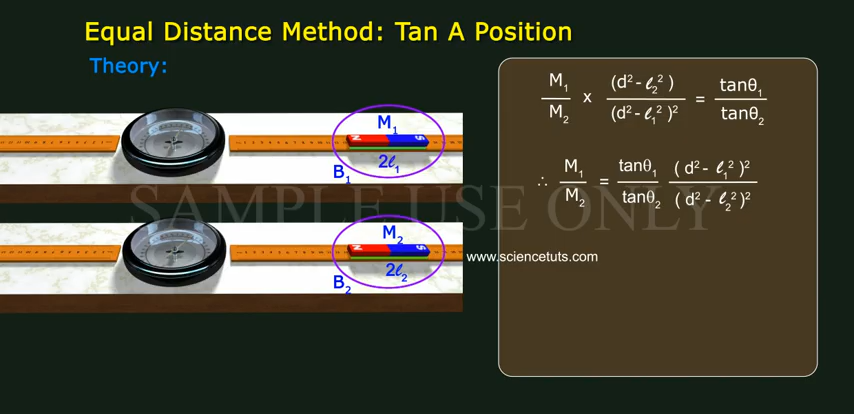 Equal Distance Method: Tan A Position
Theory:
M₁/M₂ x (d² - ℓ₂²)/(d² - ℓ₁²)² = tanθ₁/tanθ₂
∴ M₁/M₂ = tanθ₁/tanθ₂ (d² - ℓ₁²)²/(d² - ℓ₂²)²
M₁
N S
2ℓ₁
B₁
SAMPLE USE ONLY
M₂
N S
2ℓ₂
B₂
www.sciencetuts.com